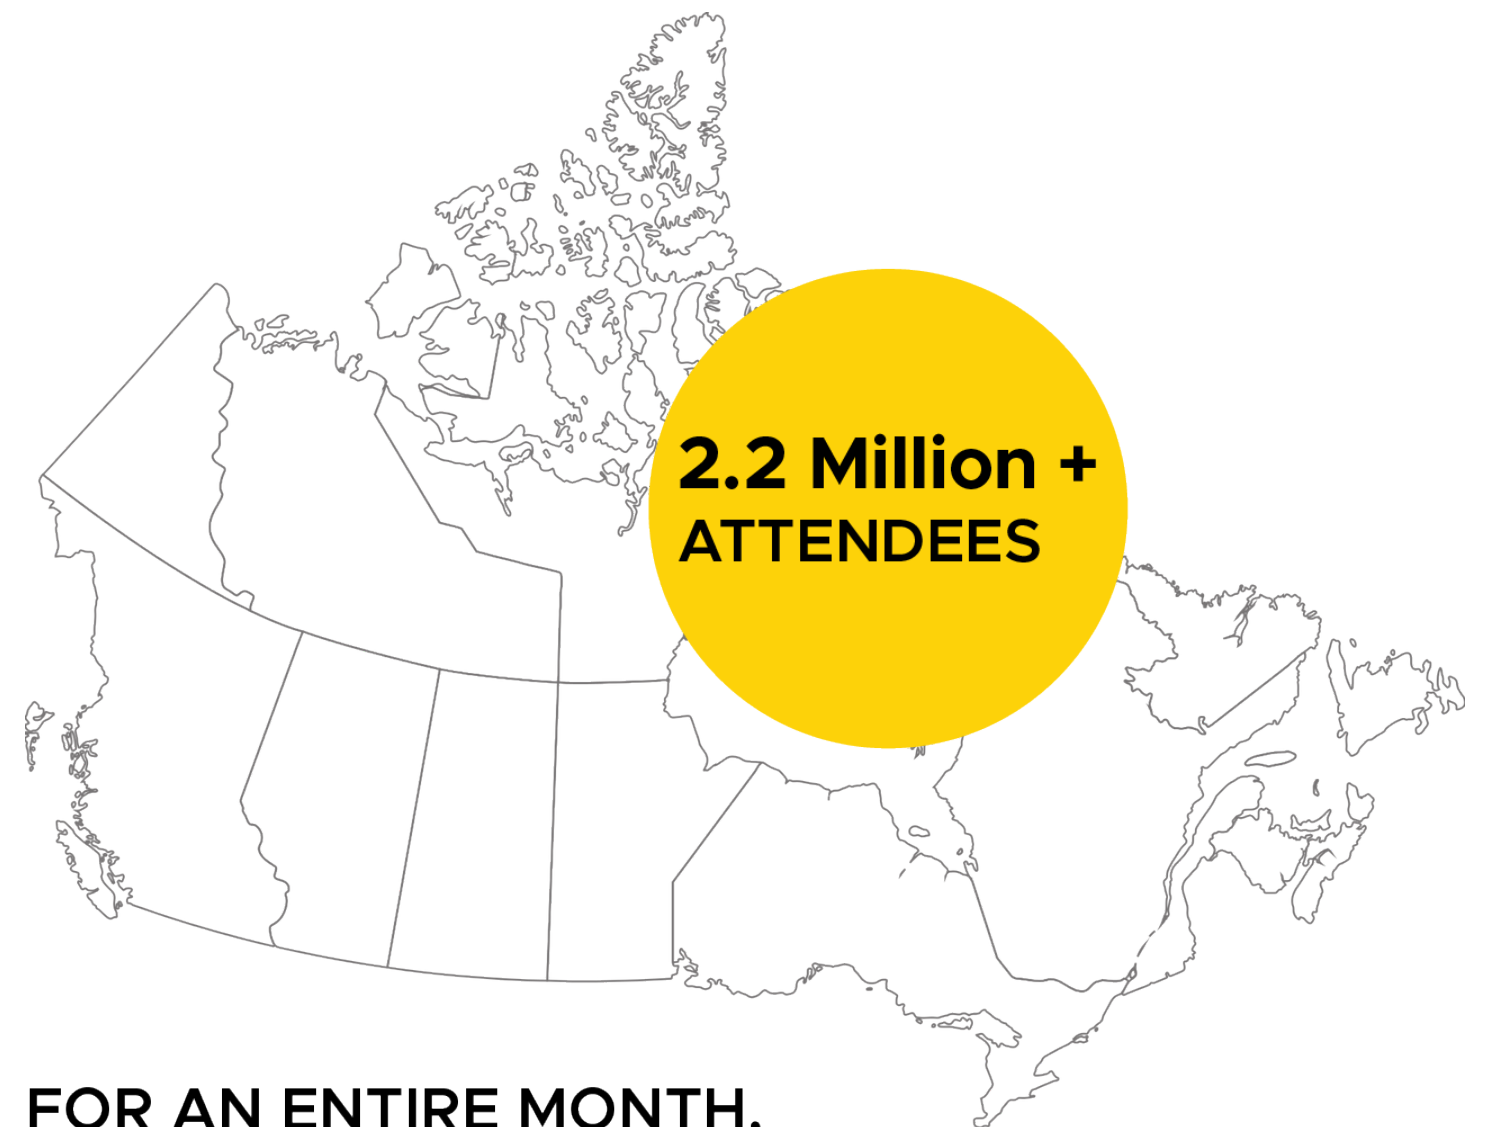 2.2 Million +
ATTENDEES
FOR AN ENTIRE MONTH.